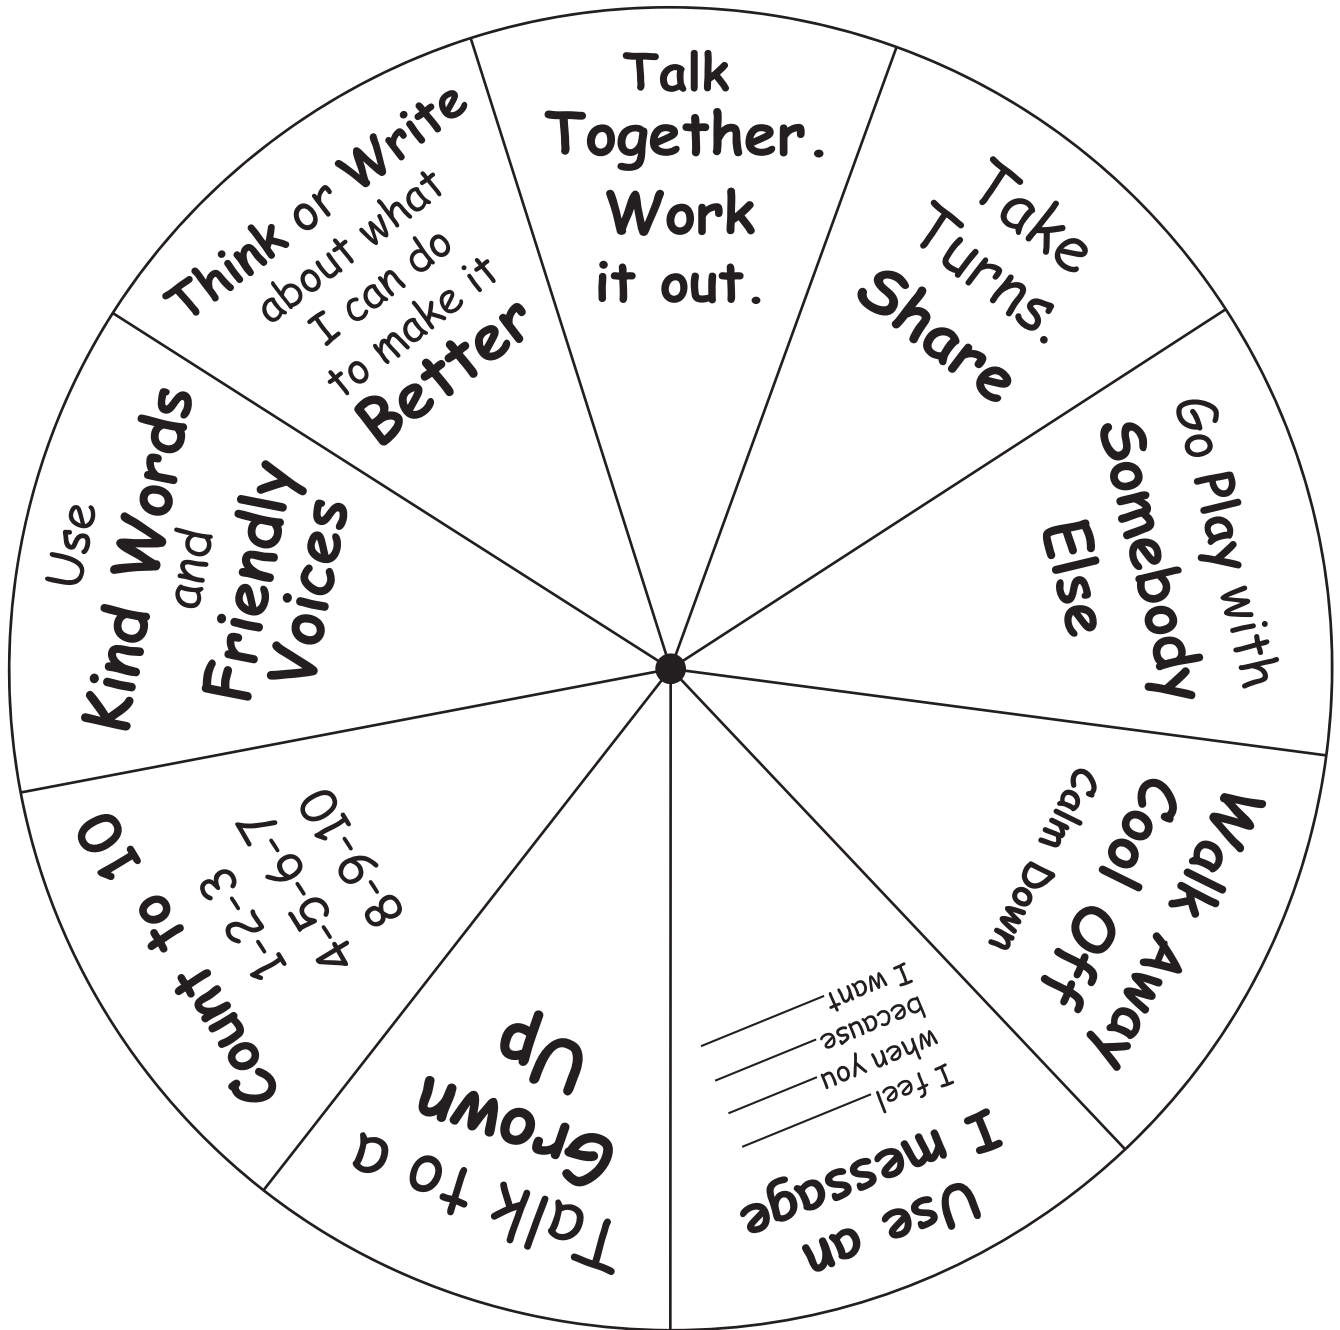 Talk
Together.
Work
it out.
Take
Turns.
Share
Go Play with
Somebody
Else
Walk Away
Cool Off
Calm Down
Use an
I message
I feel
when you
because
I want
Talk to a
Grown
Up
Count to 10
1-2-3
4-5-6-7
8-9-10
Use
Kind Words
and
Friendly
Voices
Think or Write
about what
I can do
to make it
Better